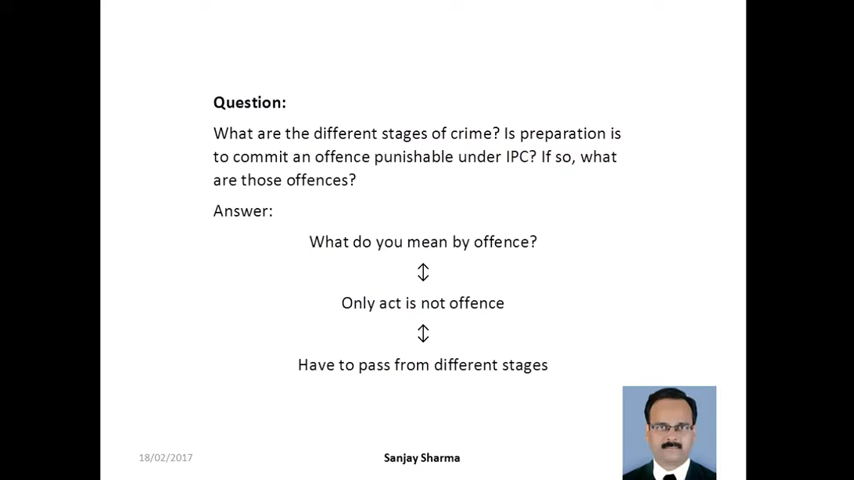 Question:
What are the different stages of crime? Is preparation is
to commit an offence punishable under IPC? If so, what
are those offences?
Answer:
What do you mean by offence?
Only act is not offence
Have to pass from different stages
18/02/2017
Sanjay Sharma